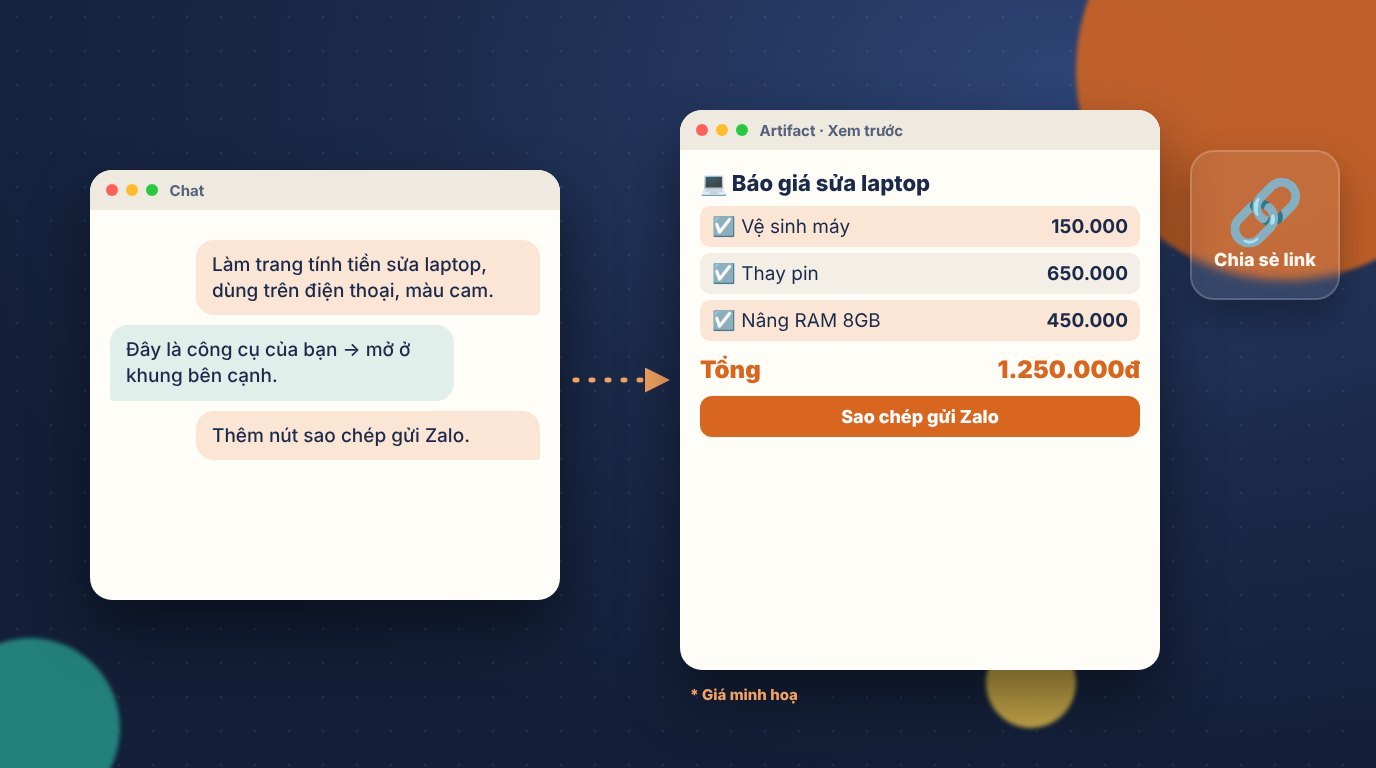 Chat
Làm trang tính tiền sửa laptop,
dùng trên điện thoại, màu cam.
Đây là công cụ của bạn → mở ở
khung bên cạnh.
Thêm nút sao chép gửi Zalo.
Artifact · Xem trước
Báo giá sửa laptop
Vệ sinh máy 150.000
Thay pin 650.000
Nâng RAM 8GB 450.000
Tổng 1.250.000đ
Sao chép gửi Zalo
* Giá minh hoạ
Chia sẻ link